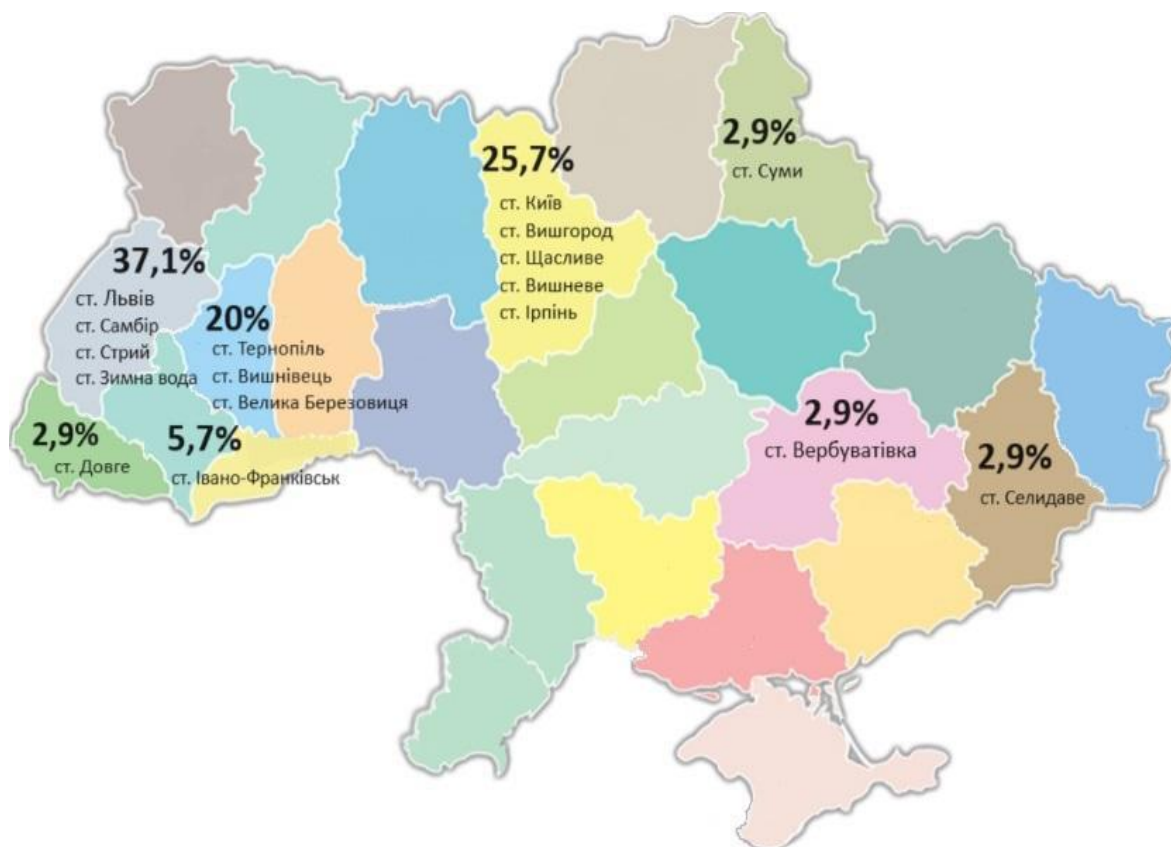 2,9%
ст. Суми
25,7%
ст. Київ
ст. Вишгород
ст. Щасливе
ст. Вишневе
ст. Ірпінь
37,1%
ст. Львів
ст. Самбір
ст. Стрий
ст. Зимна вода
20%
ст. Тернопіль
ст. Вишнівець
ст. Велика Березовиця
2,9%
ст. Довге
5,7%
ст. Івано-Франківськ
2,9%
ст. Вербуватівка
2,9%
ст. Селидаве